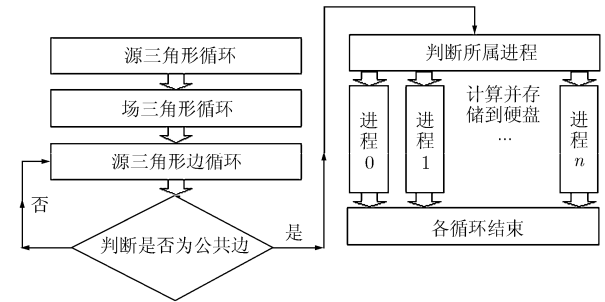 源三角形循环
场三角形循环
源三角形边循环
否
判断是否为公共边
是
判断所属进程
进程0
进程1
计算并存
储到硬盘
…
进程n
各循环结束